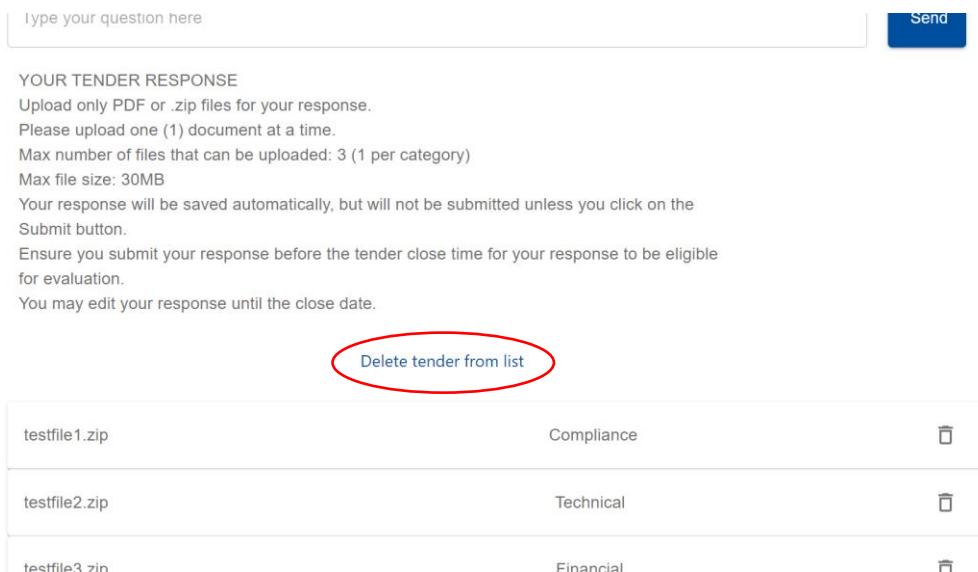 Type your question here
Send
YOUR TENDER RESPONSE
Upload only PDF or .zip files for your response.
Please upload one (1) document at a time.
Max number of files that can be uploaded: 3 (1 per category)
Max file size: 30MB
Your response will be saved automatically, but will not be submitted unless you click on the
Submit button.
Ensure you submit your response before the tender close time for your response to be eligible
for evaluation.
You may edit your response until the close date.
Delete tender from list
testfile1.zip Compliance
testfile2.zip Technical
testfile3.zip Financial